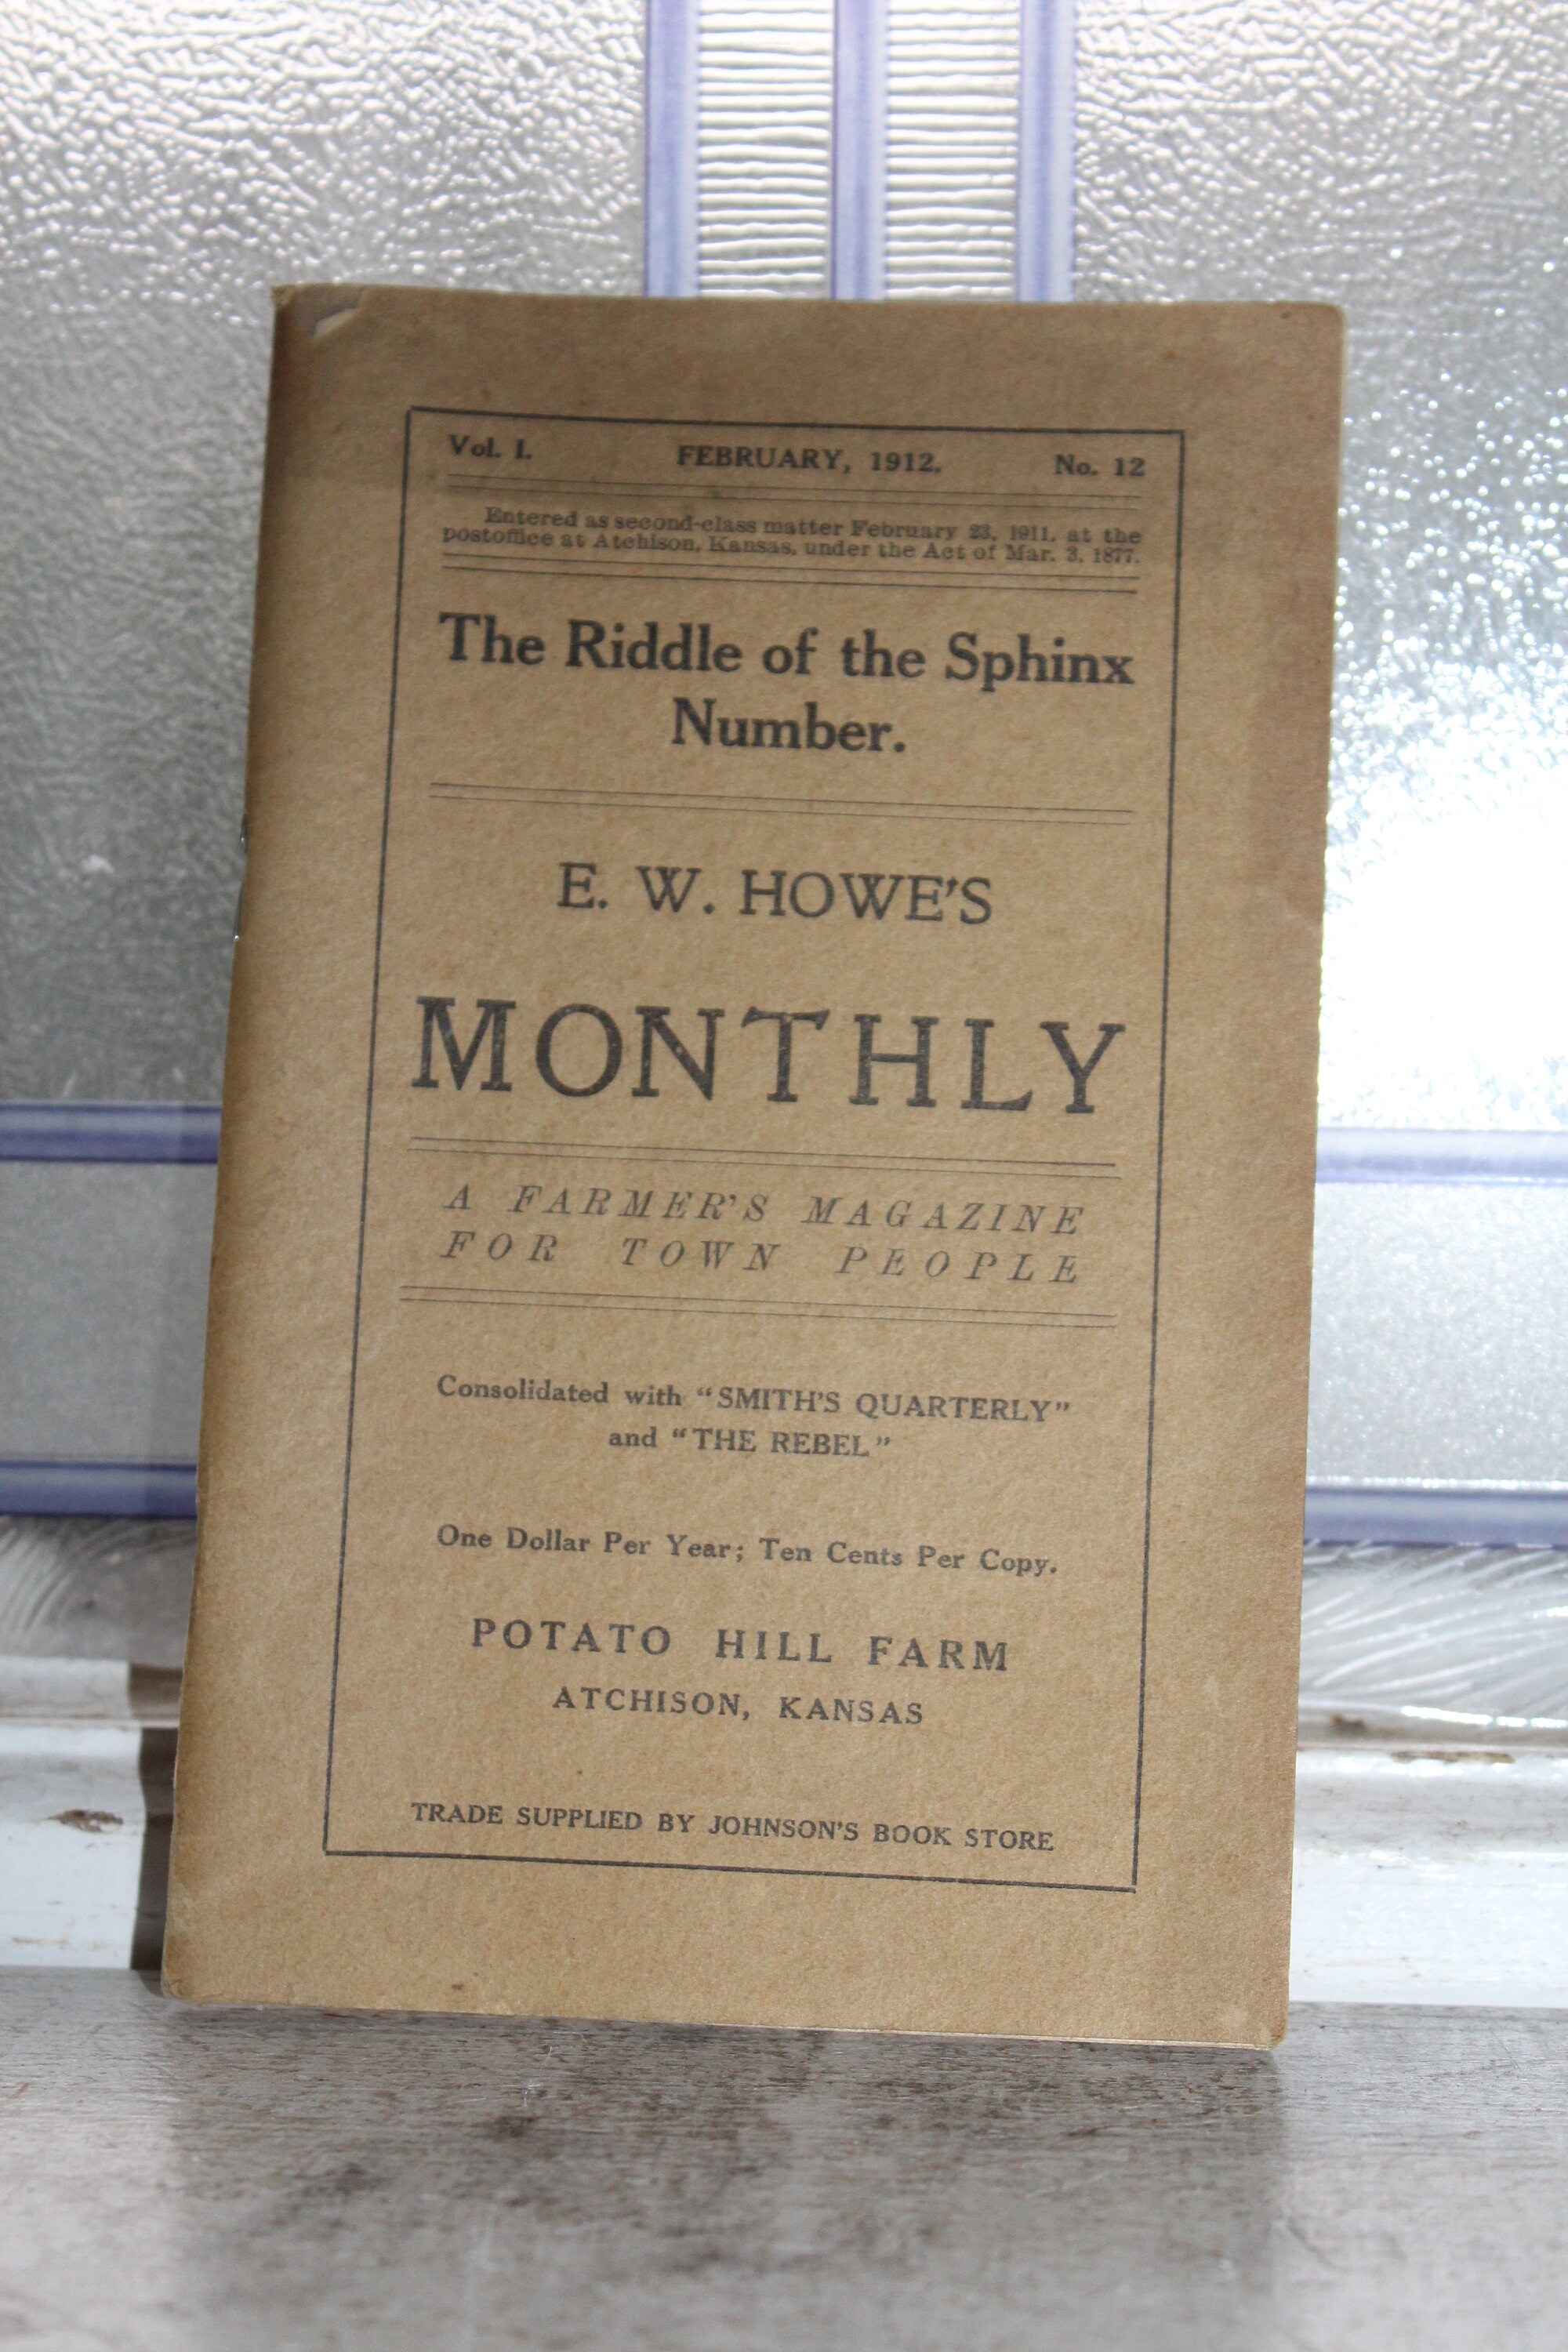 Vol. I. FEBRUARY, 1912. No. 12
Entered as second-class matter February 23, 1911, at the
postoffice at Atchison, Kansas, under the Act of Mar. 3, 1877.
The Riddle of the Sphinx
Number.
E. W. HOWE'S
MONTHLY
A FARMER'S MAGAZINE
FOR TOWN PEOPLE
Consolidated with "SMITH'S QUARTERLY"
and "THE REBEL"
One Dollar Per Year; Ten Cents Per Copy.
POTATO HILL FARM
ATCHISON, KANSAS
TRADE SUPPLIED BY JOHNSON'S BOOK STORE